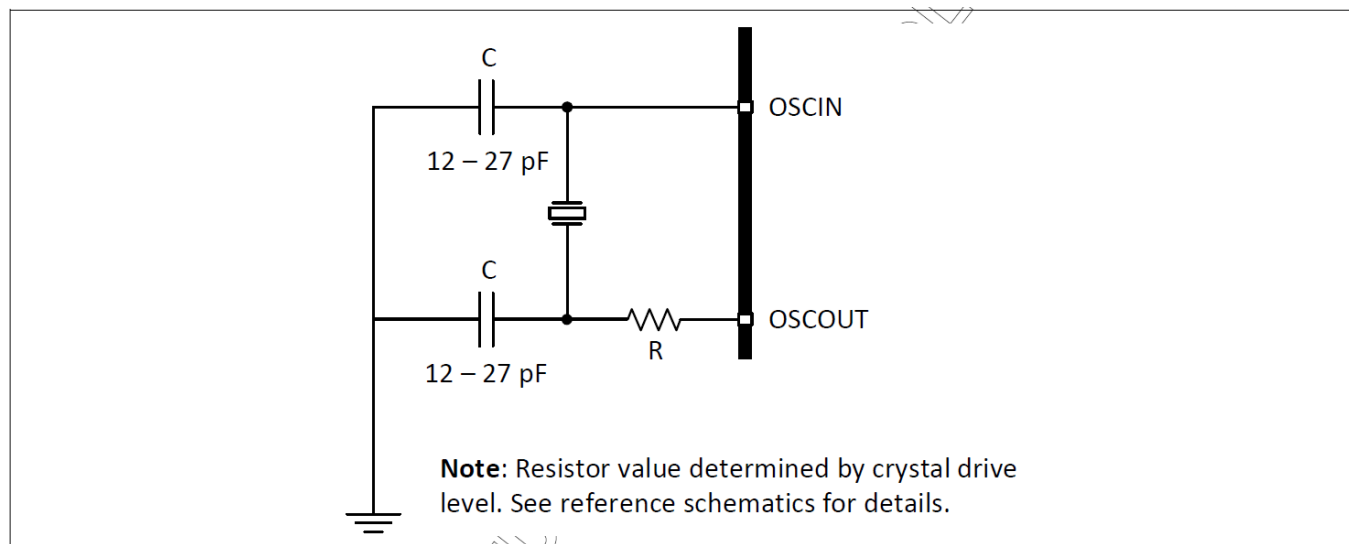 C
OSCIN
12 – 27 pF
C
OSCOUT
R
12 – 27 pF
Note: Resistor value determined by crystal drive
level. See reference schematics for details.